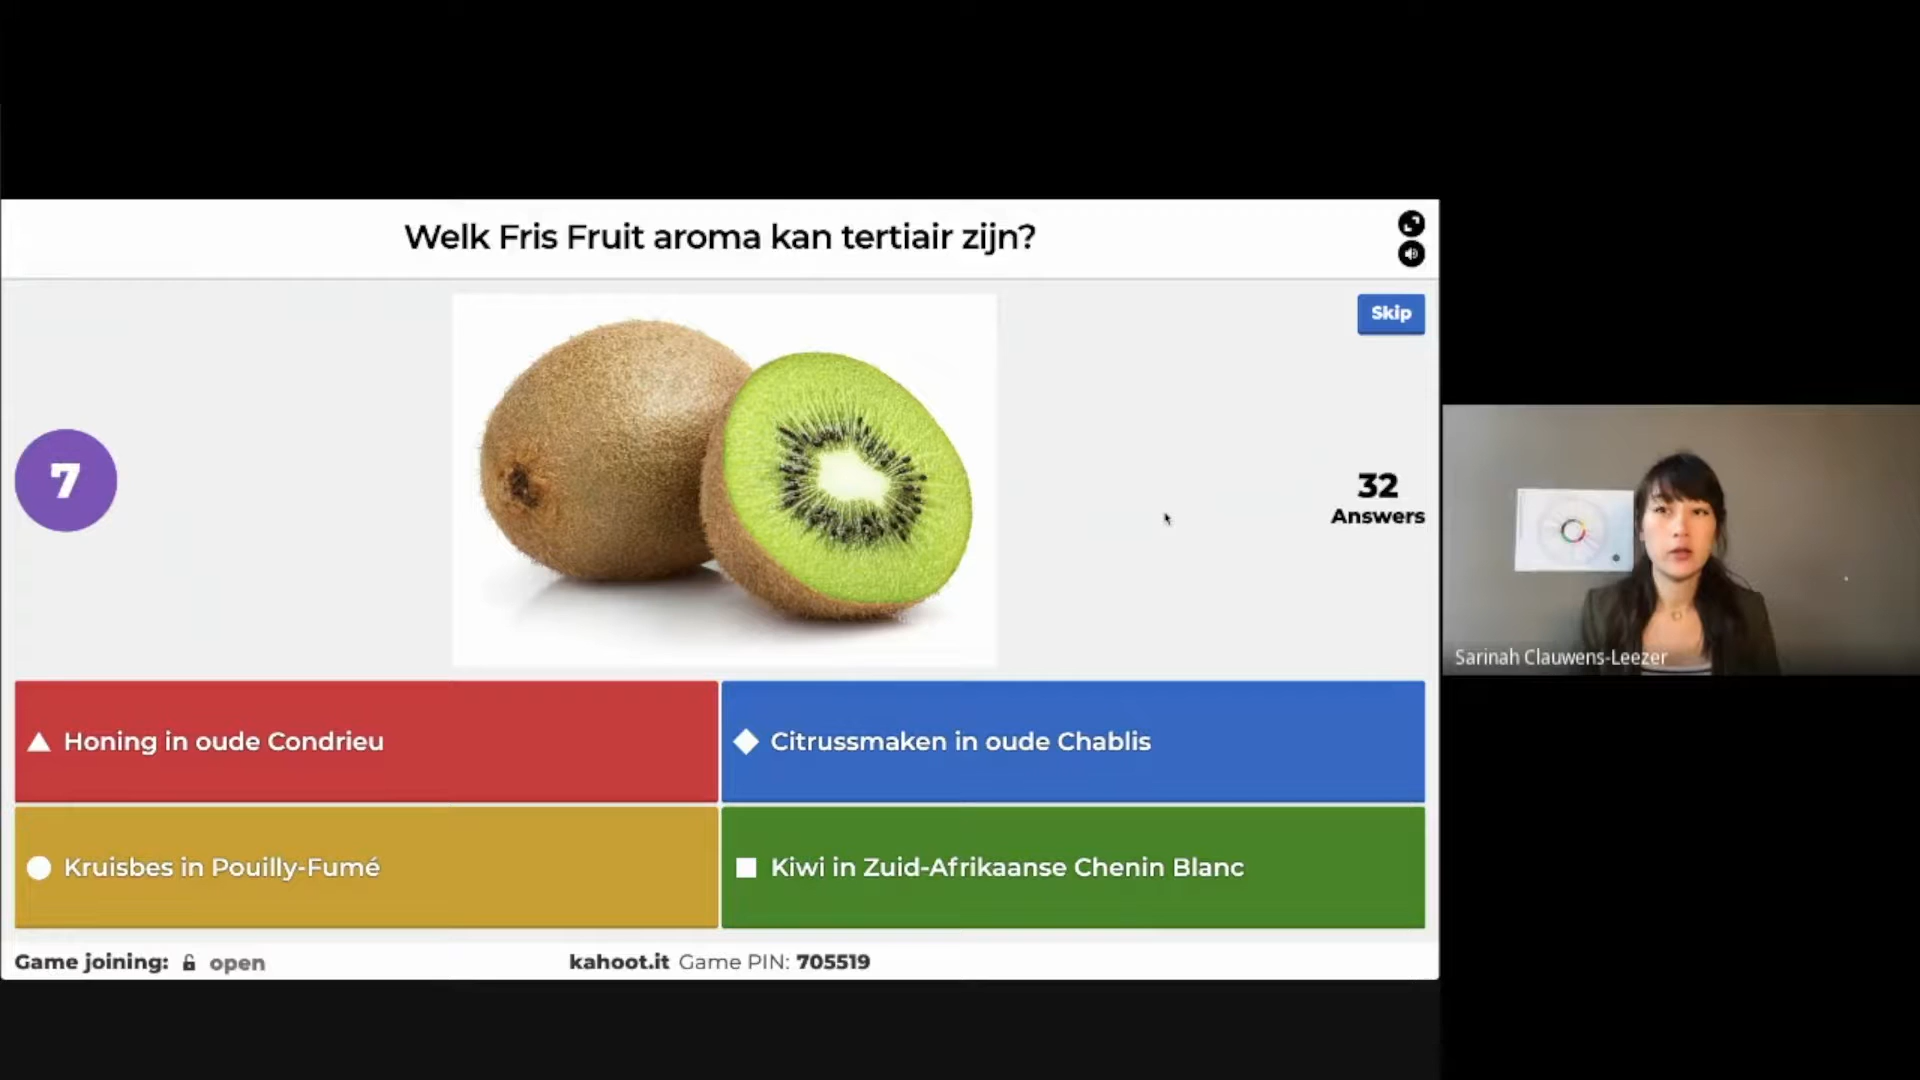 Welk Fris Fruit aroma kan tertiair zijn?
Skip
7
32
Answers
Sarinah Clauwens-Leezer
Honing in oude Condrieu
Citrussmaken in oude Chablis
Kruisbes in Pouilly-Fumé
Kiwi in Zuid-Afrikaanse Chenin Blanc
Game joining: open
kahoot.it Game PIN: 705519